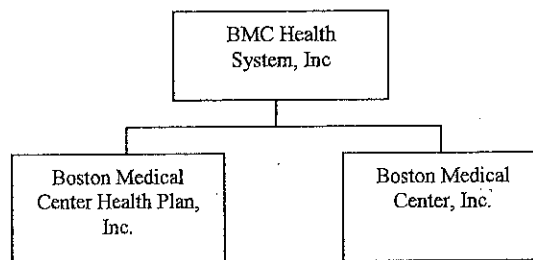 BMC Health
System, Inc
Boston Medical
Center Health Plan,
Inc.
Boston Medical
Center, Inc.